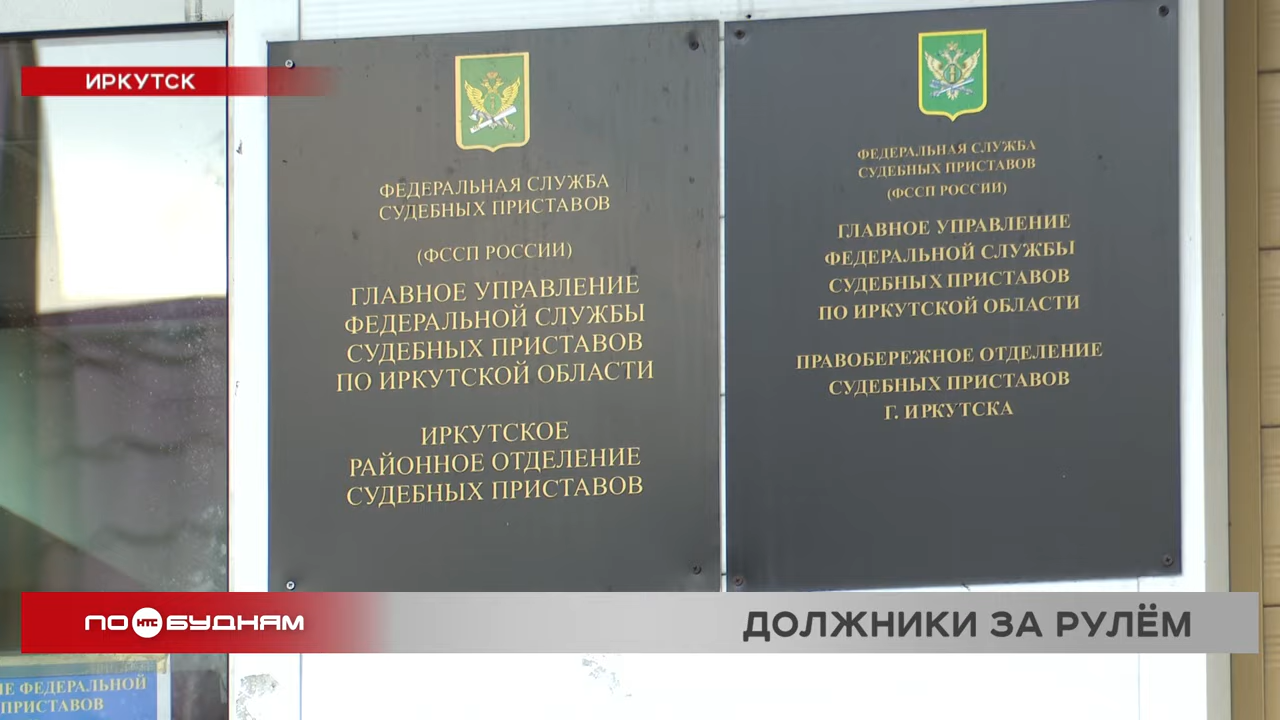 ИРКУТСК
ФЕДЕРАЛЬНАЯ СЛУЖБА
СУДЕБНЫХ ПРИСТАВОВ
(ФССП РОССИИ)
ГЛАВНОЕ УПРАВЛЕНИЕ
ФЕДЕРАЛЬНОЙ СЛУЖБЫ
СУДЕБНЫХ ПРИСТАВОВ
ПО ИРКУТСКОЙ ОБЛАСТИ
ИРКУТСКОЕ
РАЙОННОЕ ОТДЕЛЕНИЕ
СУДЕБНЫХ ПРИСТАВОВ
ФЕДЕРАЛЬНАЯ СЛУЖБА
СУДЕБНЫХ ПРИСТАВОВ
(ФССП РОССИИ)
ГЛАВНОЕ УПРАВЛЕНИЕ
ФЕДЕРАЛЬНОЙ СЛУЖБЫ
СУДЕБНЫХ ПРИСТАВОВ
ПО ИРКУТСКОЙ ОБЛАСТИ
ПРАВОБЕРЕЖНОЕ ОТДЕЛЕНИЕ
СУДЕБНЫХ ПРИСТАВОВ
Г. ИРКУТСКА
ПО НТС БУДНЯМ
ДОЛЖНИКИ ЗА РУЛЁМ
ФЕДЕРАЛЬНОЙ
ПРИСТАВОВ